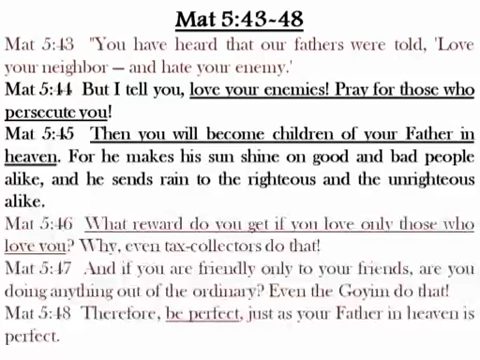 Mat 5:43-48
Mat 5:43 "You have heard that our fathers were told, 'Love
your neighbor — and hate your enemy.'
Mat 5:44 But I tell you, love your enemies! Pray for those who
persecute you!
Mat 5:45 Then you will become children of your Father in
heaven. For he makes his sun shine on good and bad people
alike, and he sends rain to the righteous and the unrighteous
alike.
Mat 5:46 What reward do you get if you love only those who
love you? Why, even tax-collectors do that!
Mat 5:47 And if you are friendly only to your friends, are you
doing anything out of the ordinary? Even the Goyim do that!
Mat 5:48 Therefore, be perfect, just as your Father in heaven is
perfect.